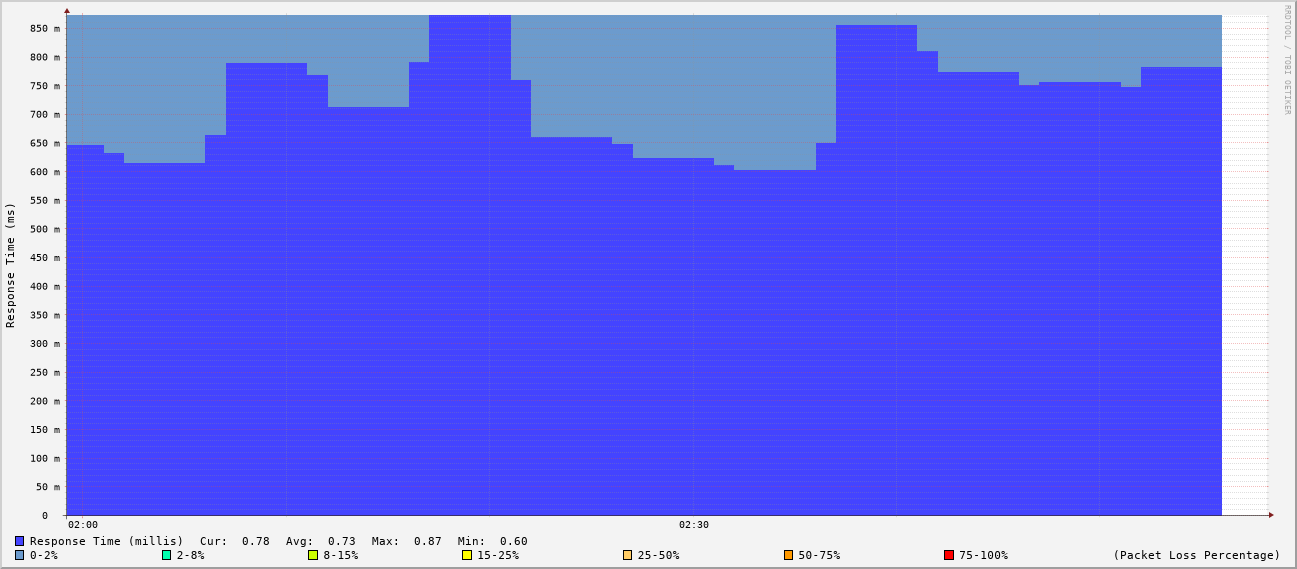 RRDTOOL / TOBI OETIKER
Response Time (ms)
850 m
800 m
750 m
700 m
650 m
600 m
550 m
500 m
450 m
400 m
350 m
300 m
250 m
200 m
150 m
100 m
50 m
0
02:00 02:30
Response Time (millis) Cur: 0.78 Avg: 0.73 Max: 0.87 Min: 0.60
0-2% 2-8% 8-15% 15-25% 25-50% 50-75% 75-100% (Packet Loss Percentage)